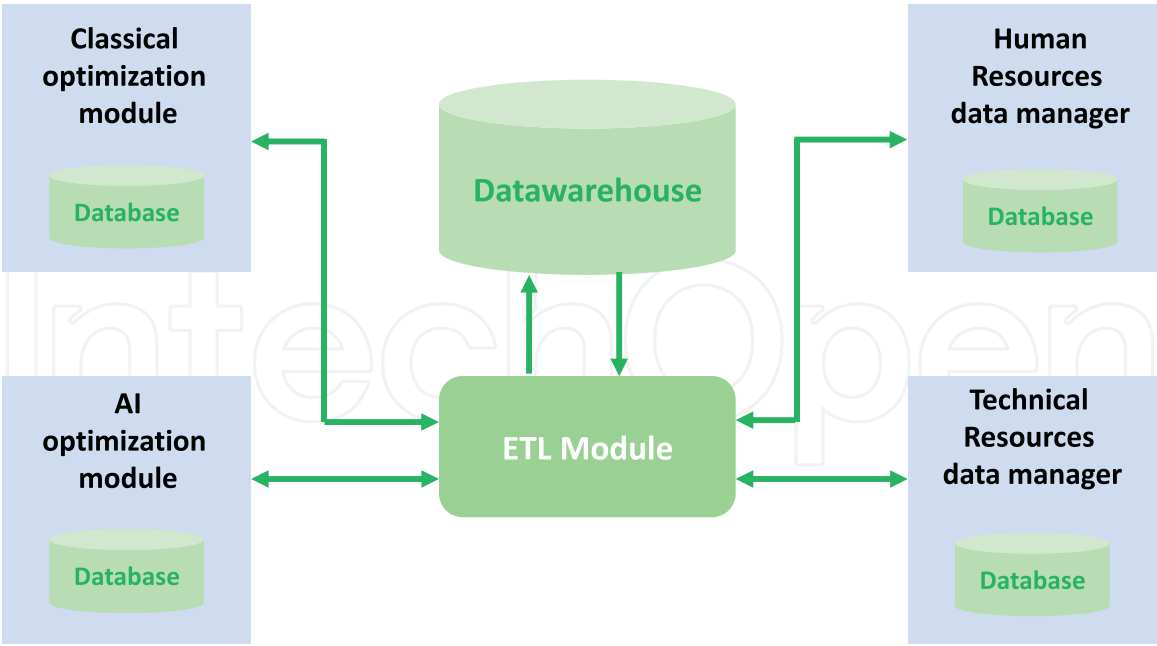 Classical
optimization
module
Database
Datawarehouse
Human
Resources
data manager
Database
IntechOpen
AI
optimization
module
Database
ETL Module
Technical
Resources
data manager
Database